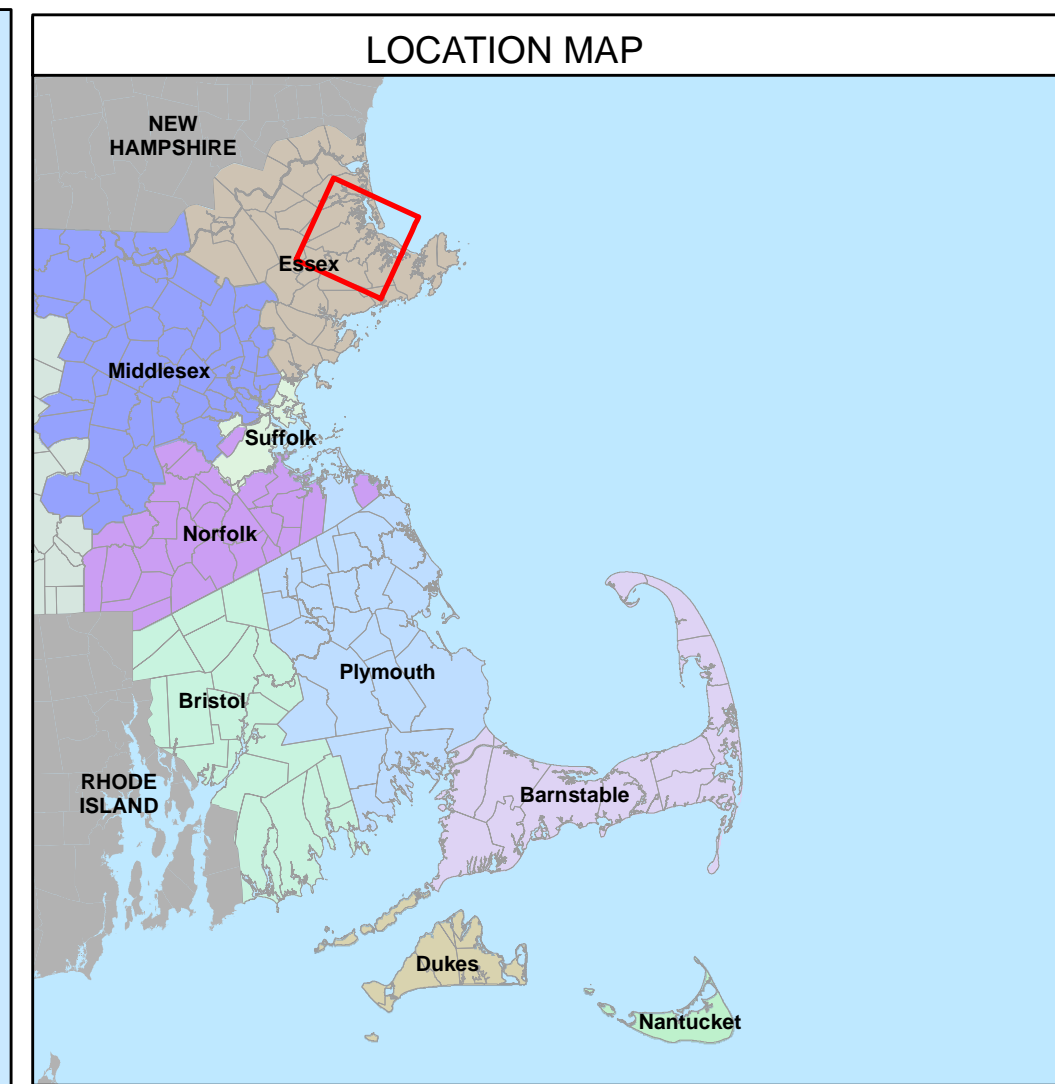 LOCATION MAP
NEW
HAMPSHIRE
Essex
Middlesex
Suffolk
Norfolk
Plymouth
Bristol
RHODE
ISLAND
Barnstable
Dukes
Nantucket